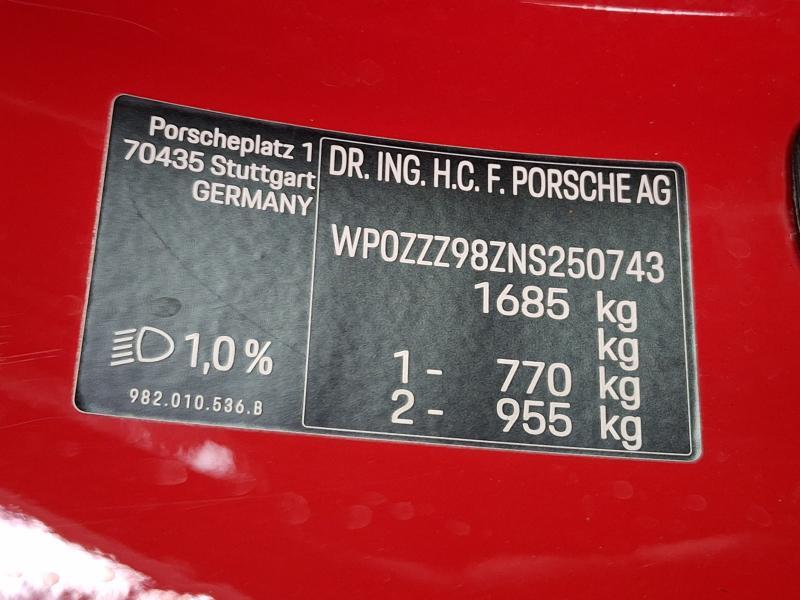 Porscheplatz 1
70435 Stuttgart
GERMANY
1,0 %
982.010.536.B
DR. ING. H.C. F. PORSCHE AG
WP0ZZZ98ZNS250743
1685 kg
kg
1 - 770 kg
2 - 955 kg